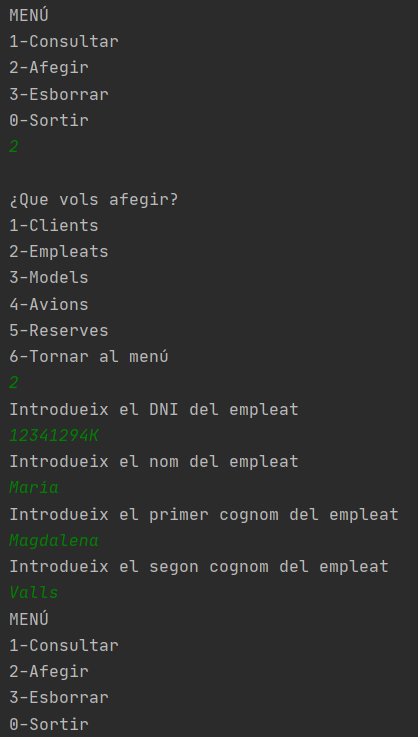 MENÚ
1-Consultar
2-Afegir
3-Esborrar
0-Sortir
2
¿Que vols afegir?
1-Clients
2-Empleats
3-Models
4-Avions
5-Reserves
6-Tornar al menú
2
Introdueix el DNI del empleat
12341294K
Introdueix el nom del empleat
Maria
Introdueix el primer cognom del empleat
Magdalena
Introdueix el segon cognom del empleat
Valls
MENÚ
1-Consultar
2-Afegir
3-Esborrar
0-Sortir